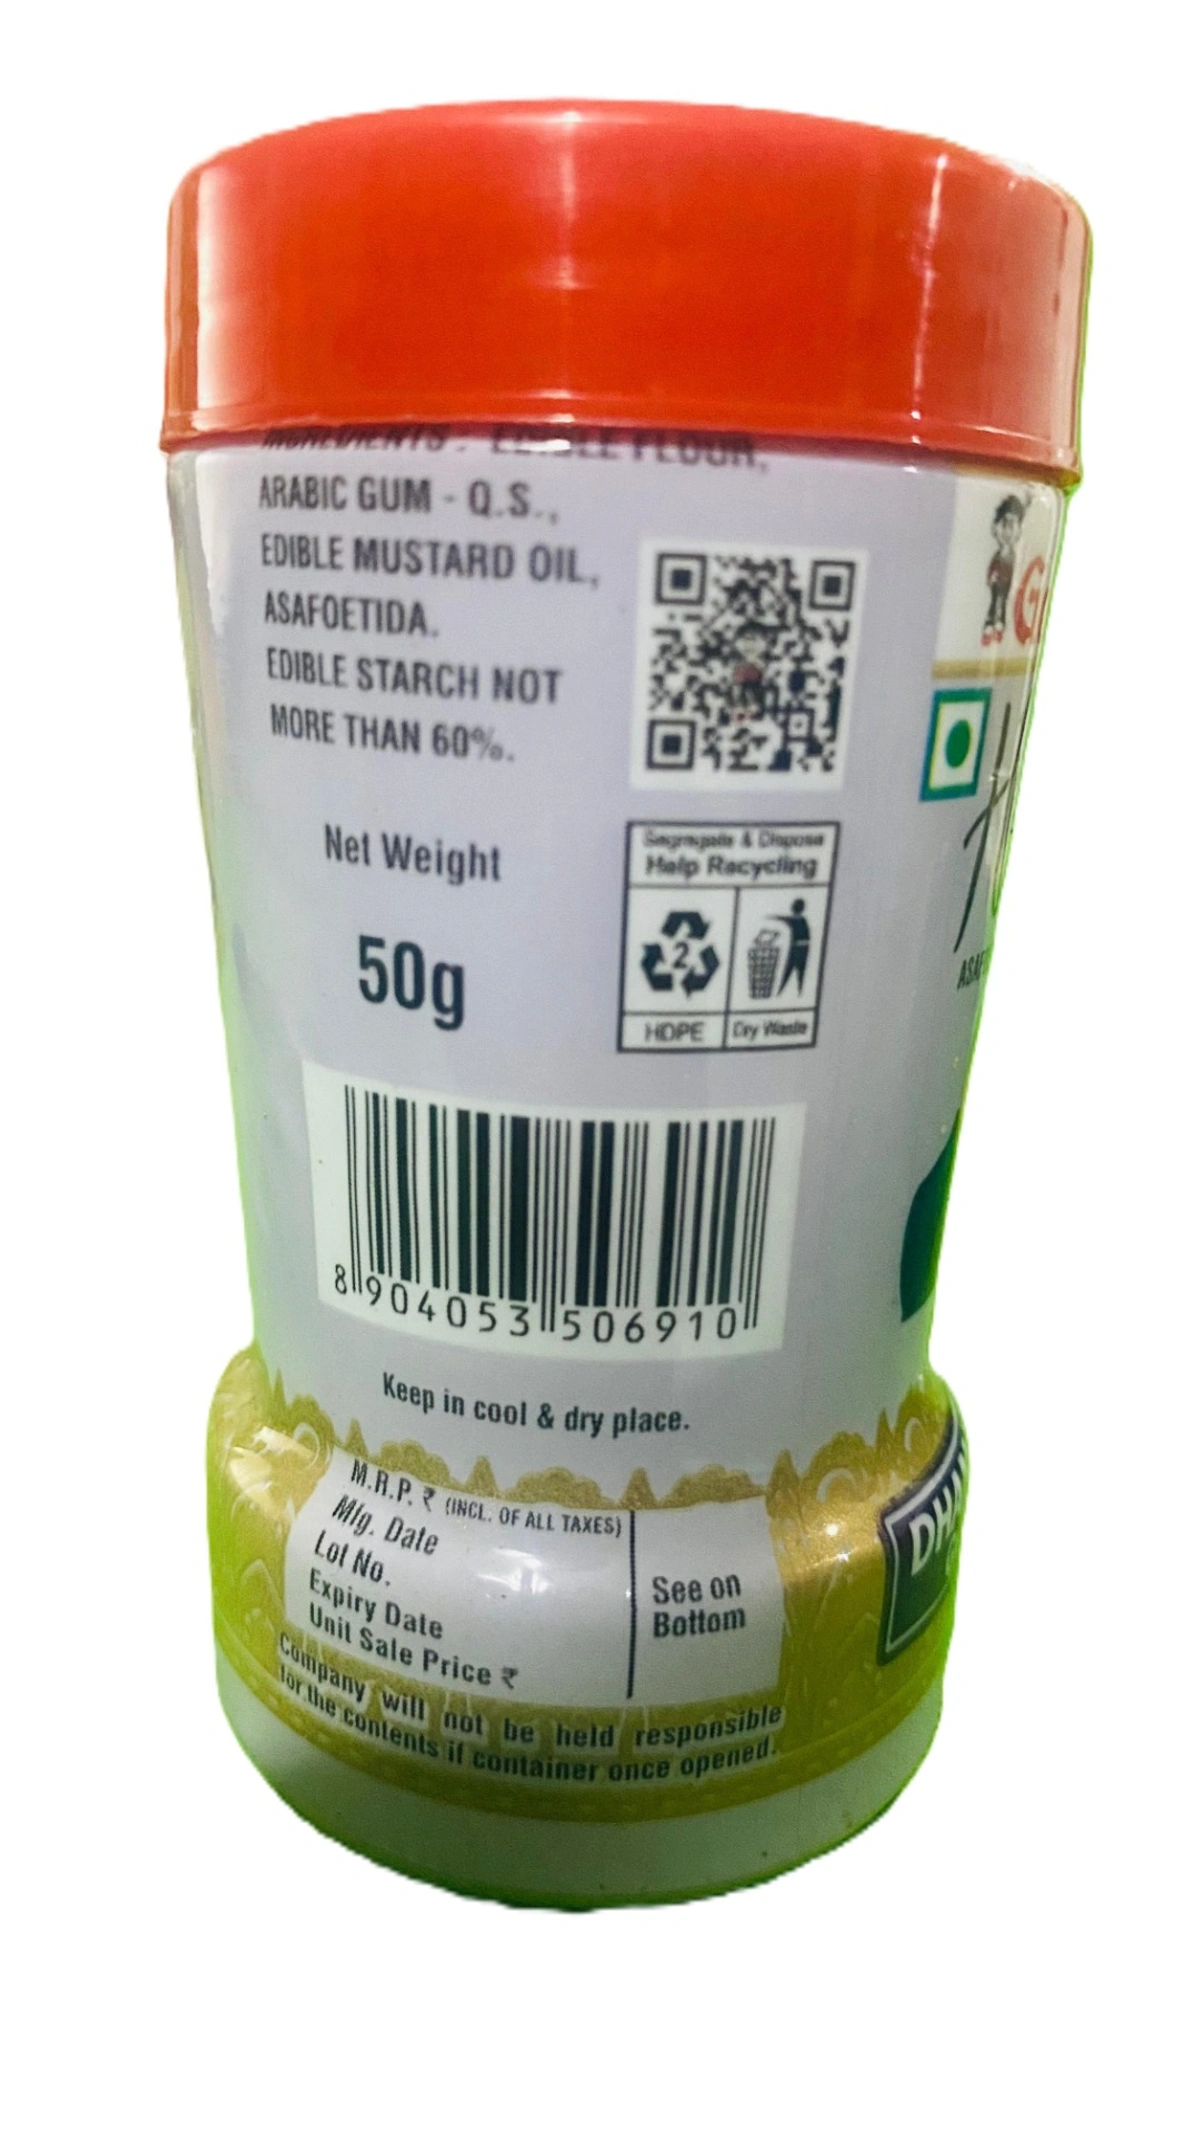 INGREDIENTS : EDIBLE FLOUR,
ARABIC GUM - Q.S.,
EDIBLE MUSTARD OIL,
ASAFOETIDA.
EDIBLE STARCH NOT
MORE THAN 60%.
Net Weight
50g
Segregate & Dispose
Help Recycling
2
HDPE
Dry Waste
8 904053 506910
Keep in cool & dry place.
M.R.P. ₹ (INCL. OF ALL TAXES)
Mfg. Date
Lot No.
Expiry Date
Unit Sale Price ₹
See on
Bottom
Company will not be held responsible
for the contents if container once opened.